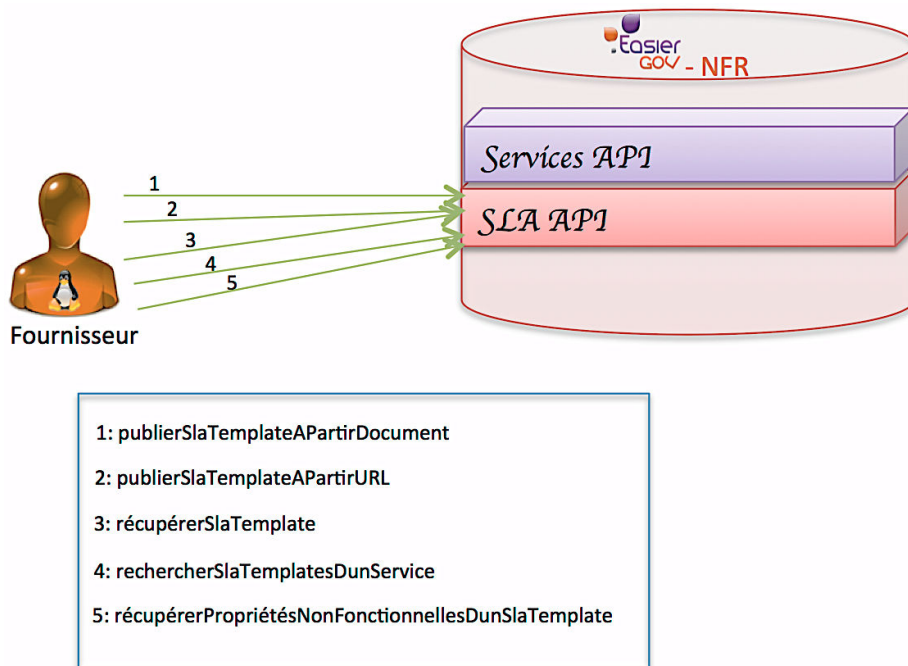 .Easier
GOV - NFR
Services API
SLA API
1
2
3
4
5
Fournisseur
1: publierSlaTemplateAPartirDocument
2: publierSlaTemplateAPartirURL
3: récupérerSlaTemplate
4: rechercherSlaTemplatesDunService
5: récupérerPropriétésNonFonctionnellesDunSlaTemplate